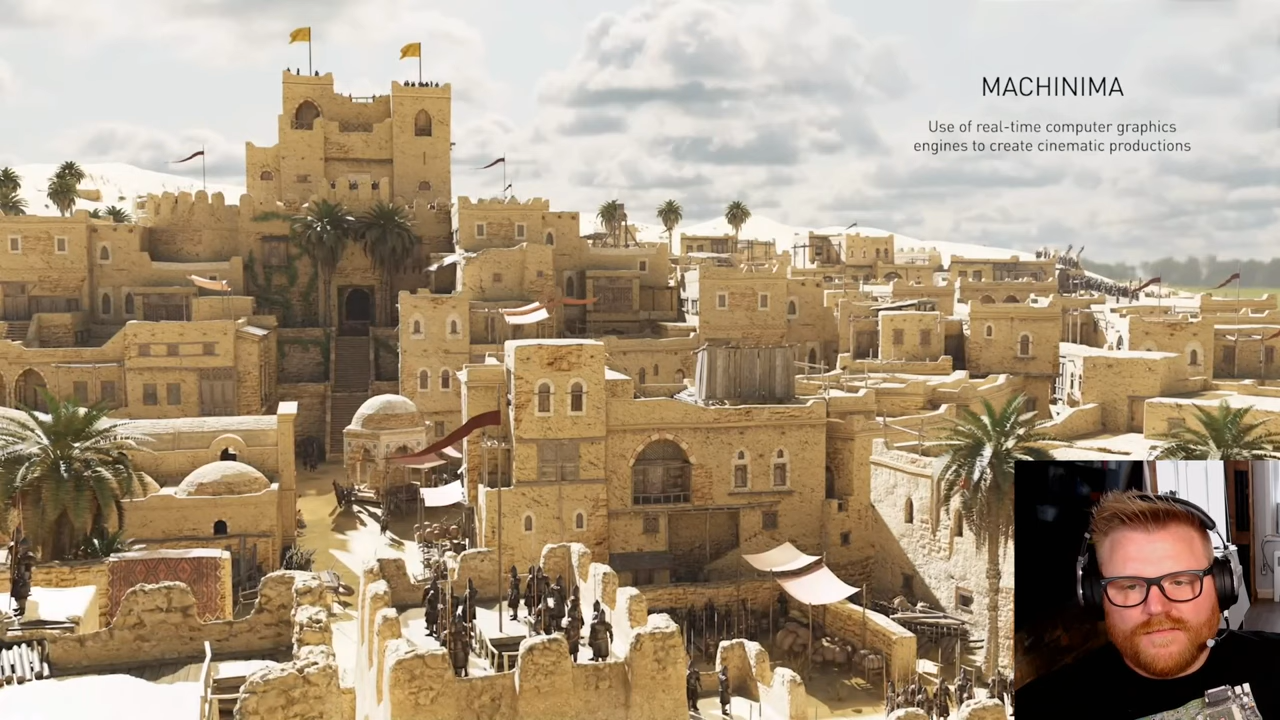 MACHINIMA
Use of real-time computer graphics
engines to create cinematic productions